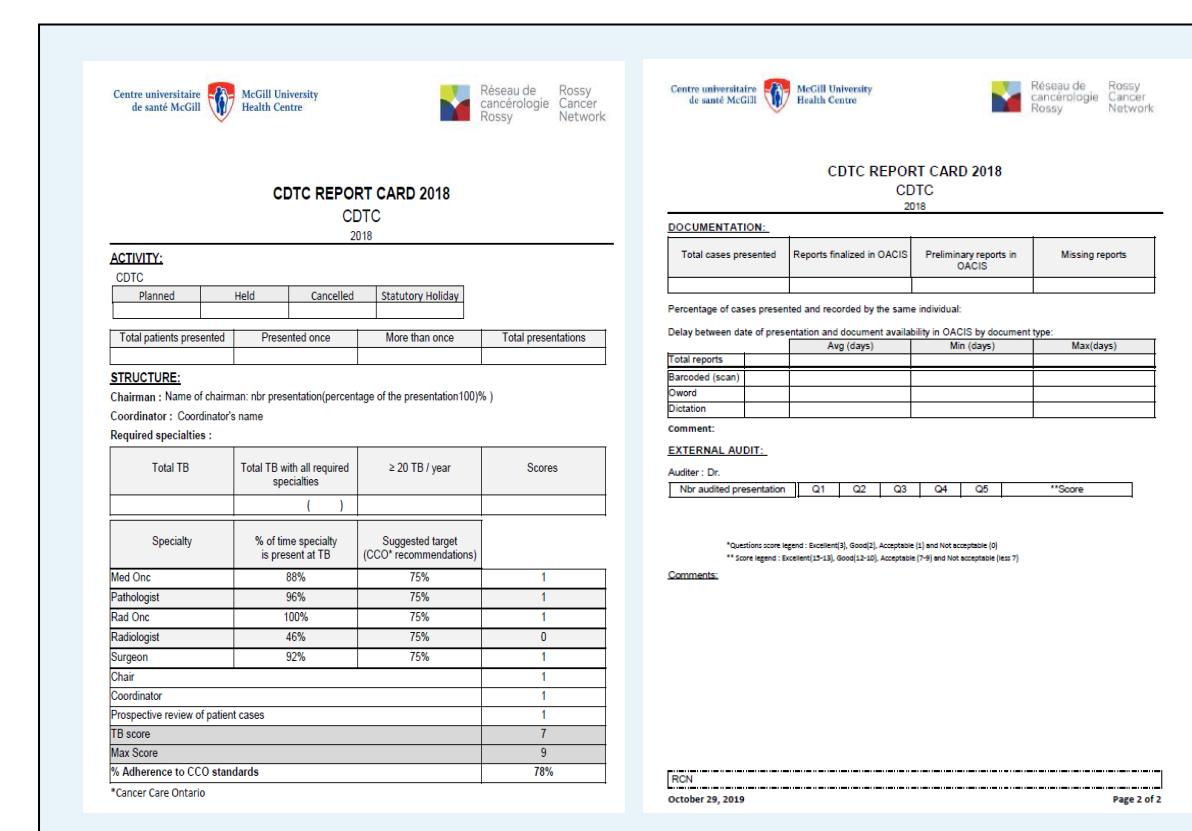 Centre universitaire
de santé McGill
McGill University
Health Centre
Réseau de
cancérologie
Rossy
Rossy
Cancer
Network
CDTC REPORT CARD 2018
CDTC
2018
ACTIVITY:
CDTC
Planned Held Cancelled Statutory Holiday
Total patients presented Presented once More than once Total presentations
STRUCTURE:
Chairman : Name of chairman: nbr presentation(percentage of the presentation100)% )
Coordinator : Coordinator's name
Required specialties :
Total TB Total TB with all required specialties ≥ 20 TB / year Scores
( )
Specialty % of time specialty is present at TB Suggested target (CCO* recommendations)
Med Onc 88% 75% 1
Pathologist 96% 75% 1
Rad Onc 100% 75% 1
Radiologist 46% 75% 0
Surgeon 92% 75% 1
Chair 1
Coordinator 1
Prospective review of patient cases 1
TB score 7
Max Score 9
% Adherence to CCO standards 78%
*Cancer Care Ontario
Centre universitaire
de santé McGill
McGill University
Health Centre
Réseau de
cancérologie
Rossy
Rossy
Cancer
Network
CDTC REPORT CARD 2018
CDTC
2018
DOCUMENTATION:
Total cases presented Reports finalized in OACIS Preliminary reports in OACIS Missing reports
Percentage of cases presented and recorded by the same individual:
Delay between date of presentation and document availability in OACIS by document type:
Avg (days) Min (days) Max(days)
Total reports
Barcoded (scan)
Oword
Dictation
Comment:
EXTERNAL AUDIT:
Auditer : Dr.
Nbr audited presentation Q1 Q2 Q3 Q4 Q5 **Score
*Questions score legend : Excellent(3), Good(2), Acceptable (1) and Not acceptable (0)
** Score legend : Excellent(15-13), Good(12-10), Acceptable (7-9) and Not acceptable (less 7)
Comments:
RCN
October 29, 2019 Page 2 of 2